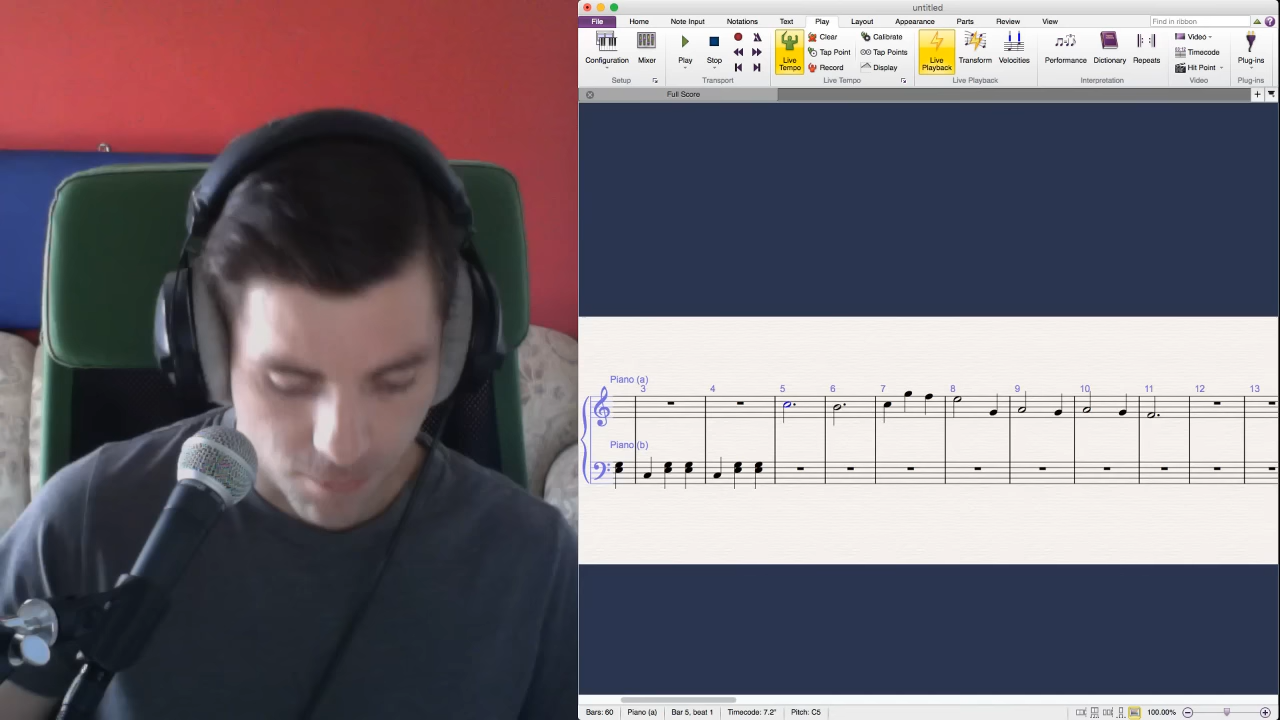 untitled
File Home Note Input Notations Text Play Layout Appearance Parts Review View Find in ribbon
Configuration Mixer Play Stop Live Tempo Clear Tap Point Record Calibrate Tap Points Display Live Playback Transform Velocities Performance Dictionary Repeats Video Timecode Hit Point Plug-ins
Setup Transport Live Tempo Live Playback Interpretation Video Plug-ins
Full Score
Piano (a)
3 4 5 6 7 8 9 10 11 12 13
Piano (b)
Bars: 60 Piano (a) Bar 5, beat 1 Timecode: 7.2" Pitch: C5 100.00%